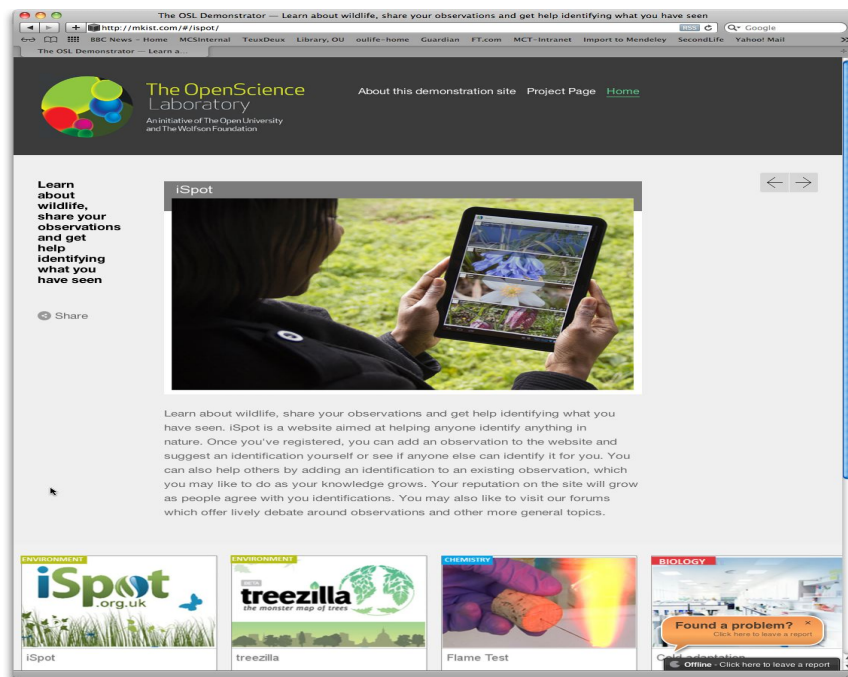 The OSL Demonstrator — Learn about wildlife, share your observations and get help identifying what you have seen
http://mkist.com/#/ispot/
RSS
Google
BBC News - Home MCSInternal TeuxDeux Library, OU oulife-home Guardian FT.com MCT-Intranet Import to Mendeley SecondLife Yahoo! Mail
The OSL Demonstrator — Learn a...
The OpenScience
Laboratory
An initiative of The Open University
and The Wolfson Foundation
About this demonstration site Project Page Home
Learn
about
wildlife,
share your
observations
and get
help
identifying
what you
have seen
Share
iSpot
Learn about wildlife, share your observations and get help identifying what you
have seen. iSpot is a website aimed at helping anyone identify anything in
nature. Once you've registered, you can add an observation to the website and
suggest an identification yourself or see if anyone else can identify it for you. You
can also help others by adding an identification to an existing observation, which
you may like to do as your knowledge grows. Your reputation on the site will grow
as people agree with you identifications. You may also like to visit our forums
which offer lively debate around observations and other more general topics.
ENVIRONMENT
iSpot
.org.uk
iSpot
ENVIRONMENT
BETA
treezilla
the monster map of trees
treezilla
CHEMISTRY
Flame Test
BIOLOGY
Found a problem?
Click here to leave a report
Cold adaptation
Offline - Click here to leave a report